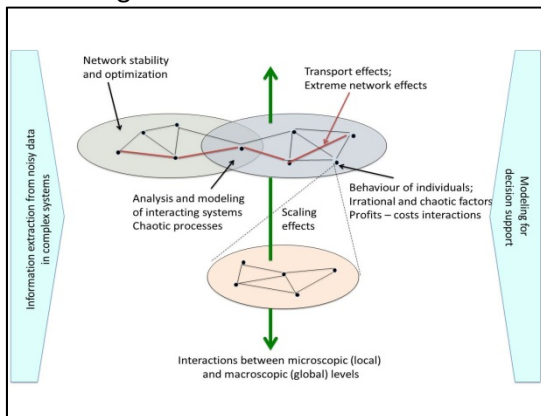 Network stability
and optimization
Transport effects;
Extreme network effects
Information extraction from noisy data
in complex systems
Analysis and modeling
of interacting systems
Chaotic processes
Scaling
effects
Behaviour of individuals;
Irrational and chaotic factors
Profits – costs interactions
Modeling for
decision support
Interactions between microscopic (local)
and macroscopic (global) levels